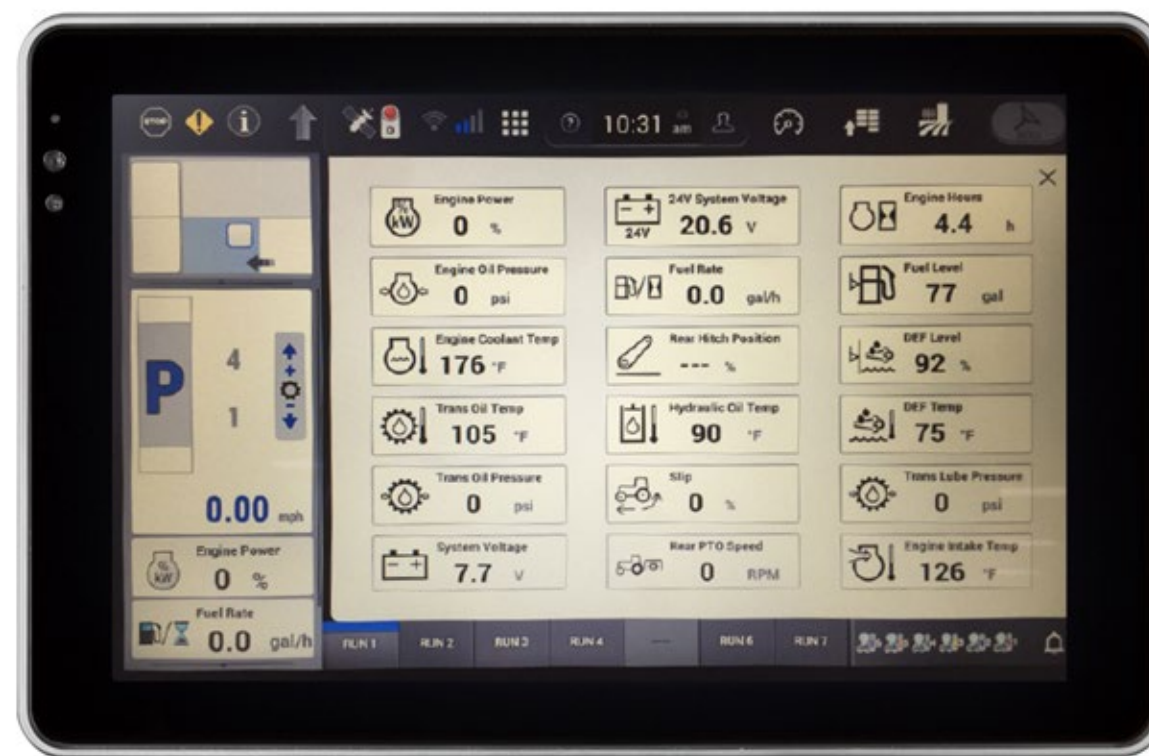 STOP
10:31 am
P
4
1
0.00 mph
Engine Power
kW
0 %
Fuel Rate
0.0 gal/h
Engine Power
kW
0 %
Engine Oil Pressure
0 psi
Engine Coolant Temp
176 °F
Trans Oil Temp
105 °F
Trans Oil Pressure
0 psi
System Voltage
7.7 V
24V System Voltage
24V
20.6 V
Fuel Rate
0.0 gal/h
Rear Hitch Position
--- %
Hydraulic Oil Temp
90 °F
Slip
0 %
Rear PTO Speed
0 RPM
Engine Hours
4.4 h
Fuel Level
77 gal
DEF Level
92 %
DEF Temp
75 °F
Trans Lube Pressure
0 psi
Engine Intake Temp
126 °F
RUN 1
RUN 2
RUN 3
RUN 4
---
RUN 6
RUN 7